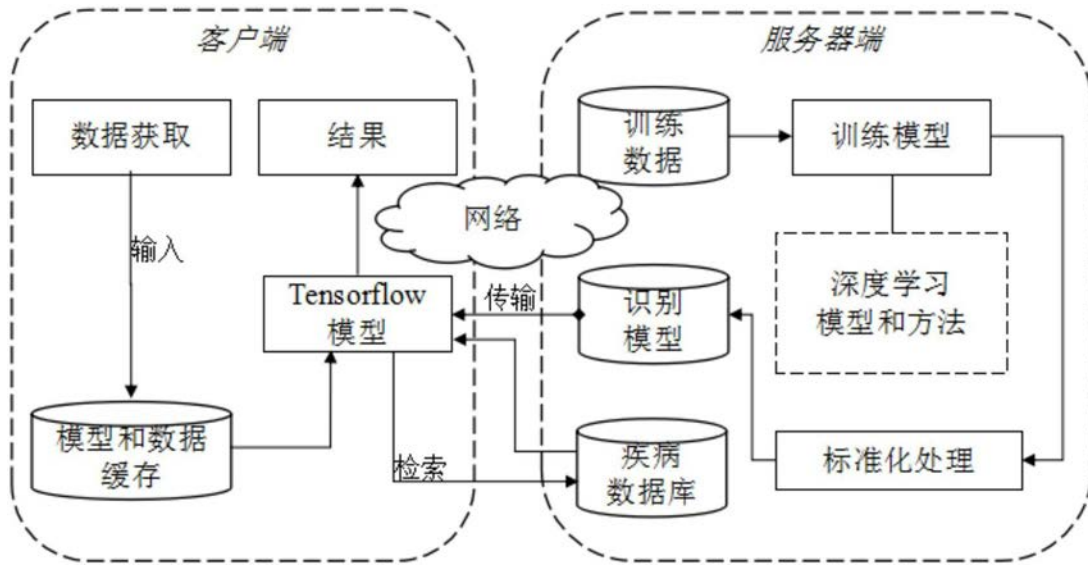 客户端
服务器端
数据获取
结果
训练
数据
训练模型
网络
输入
Tensorflow
模型
传输
识别
模型
深度学习
模型和方法
模型和数据
缓存
检索
疾病
数据库
标准化处理